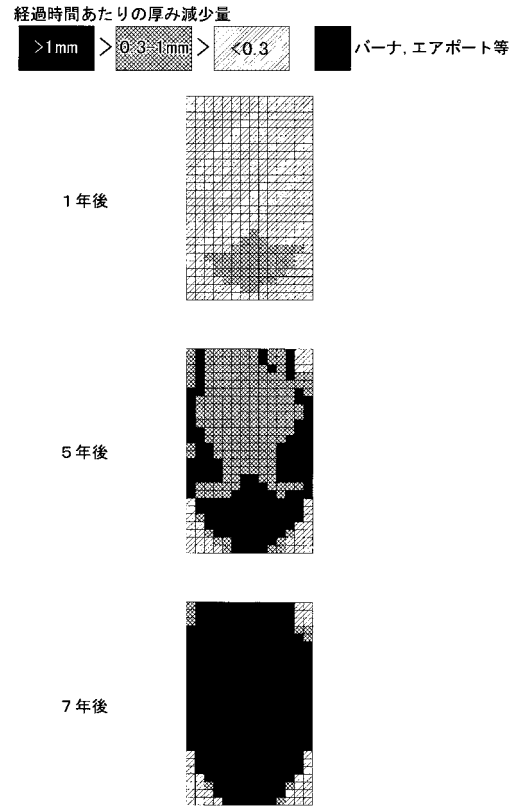 経過時間あたりの厚み減少量
>1mm > 0.3-1mm > <0.3 バーナ,エアポート等
1年後
5年後
7年後